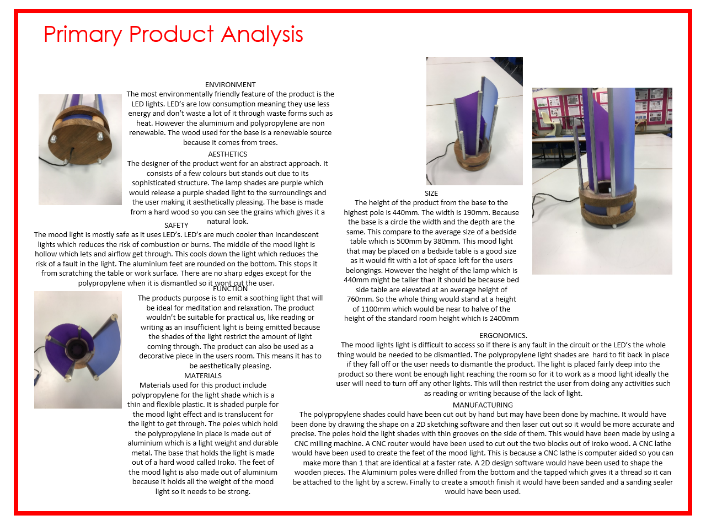 Primary Product Analysis
ENVIRONMENT
The most environmentally friendly feature of the product is the
LED lights. LED's are low consumption meaning they use less
energy and don't waste a lot of it through waste forms such as
heat. However the aluminium and polypropylene are non
renewable. The wood used for the base is a renewable source
because it comes from trees.
AESTHETICS
The designer of the product went for an abstract approach. It
consists of a few colours but stands out due to its
sophisticated structure. The lamp shades are purple which
would release a purple shaded light to the surroundings and
the user making it aesthetically pleasing. The base is made
from a hard wood so you can see the grains which gives it a
natural look.
SAFETY
The mood light is mostly safe as it uses LED's. LED's are much cooler than incandescent
lights which reduces the risk of combustion or burns. The middle of the mood light is
hollow which lets and airflow get through. This cools down the light which reduces the
risk of a fault in the light. The aluminium feet are rounded on the bottom. This stops it
from scratching the table or work surface. There are no sharp edges except for the
polypropylene when it is dismantled so it wont cut the user.
FUNCTION
The products purpose is to emit a soothing light that will
be ideal for meditation and relaxation. The product
wouldn't be suitable for practical us, like reading or
writing as an insufficient light is being emitted because
the shades of the light restrict the amount of light
coming through. The product can also be used as a
decorative piece in the users room. This means it has to
be aesthetically pleasing.
MATERIALS
Materials used for this product include
polypropylene for the light shade which is a
thin and flexible plastic. It is shaded purple for
the mood light effect and is translucent for
the light to get through. The poles which hold
the polypropylene in place is made out of
aluminium which is a light weight and durable
metal. The base that holds the light is made
out of a hard wood called Iroko. The feet of
the mood light is also made out of aluminium
because it holds all the weight of the mood
light so it needs to be strong.
SIZE
The height of the product from the base to the
highest pole is 440mm. The width is 190mm. Because
the base is a circle the width and the depth are the
same. This compare to the average size of a bedside
table which is 500mm by 380mm. This mood light
that may be placed on a bedside table is a good size
as it would fit with a lot of space left for the users
belongings. However the height of the lamp which is
440mm might be taller than it should be because bed
side table are elevated at an average height of
760mm. So the whole thing would stand at a height
of 1100mm which would be near to halve of the
height of the standard room height which is 2400mm
ERGONOMICS.
The mood lights light is difficult to access so if there is any fault in the circuit or the LED's the whole
thing would be needed to be dismantled. The polypropylene light shades are hard to fit back in place
if they fall off or the user needs to dismantle the product. The light is placed fairly deep into the
product so there wont be enough light reaching the room so for it to work as a mood light ideally the
user will need to turn off any other lights. This will then restrict the user from doing any activities such
as reading or writing because of the lack of light.
MANUFACTURING
The polypropylene shades could have been cut out by hand but may have been done by machine. It would have
been done by drawing the shape on a 2D sketching software and then laser cut out so it would be more accurate and
precise. The poles hold the light shades with thin grooves on the side of them. This would have been made by using a
CNC milling machine. A CNC router would have been used to cut out the two blocks out of Iroko wood. A CNC lathe
would have been used to create the feet of the mood light. This is because a CNC lathe is computer aided so you can
make more than 1 that are identical at a faster rate. A 2D design software would have been used to shape the
wooden pieces. The Aluminium poles were drilled from the bottom and the tapped which gives it a thread so it can
be attached to the light by a screw. Finally to create a smooth finish it would have been sanded and a sanding sealer
would have been used.